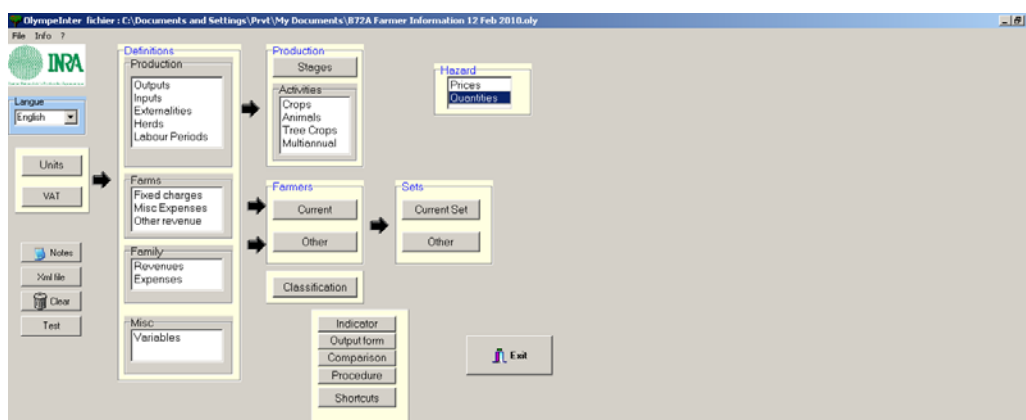 OlympeInter fichier : C:\Documents and Settings\Prvt\My Documents\B72A Farmer Information 12 Feb 2010.oly
File Info ?
INRA
Langue
English
Units
VAT
Notes
Xml file
Clear
Test
Definitions
Production
Outputs
Inputs
Externalities
Herds
Labour Periods
Farms
Fixed charges
Misc Expenses
Other revenue
Family
Revenues
Expenses
Misc
Variables
Production
Stages
Activities
Crops
Animals
Tree Crops
Multiannual
Farmers
Current
Other
Classification
Sets
Current Set
Other
Hazard
Prices
Quantities
Indicator
Output form
Comparison
Procedure
Shortcuts
Exit